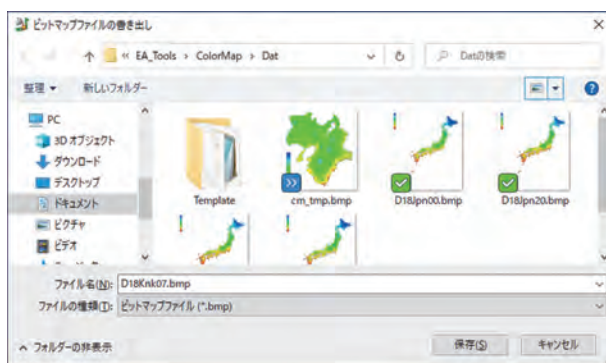 ビットマップファイルの書き出し
« EA_Tools › ColorMap › Dat
Datの検索
整理 新しいフォルダー
PC
3D オブジェクト
ダウンロード
デスクトップ
ドキュメント
ピクチャ
ビデオ
Template
cm_tmp.bmp
D18Jpn00.bmp
D18Jpn20.bmp
ファイル名(N): D18Knk07.bmp
ファイルの種類(T): ビットマップファイル (*.bmp)
フォルダーの非表示 保存(S) キャンセル